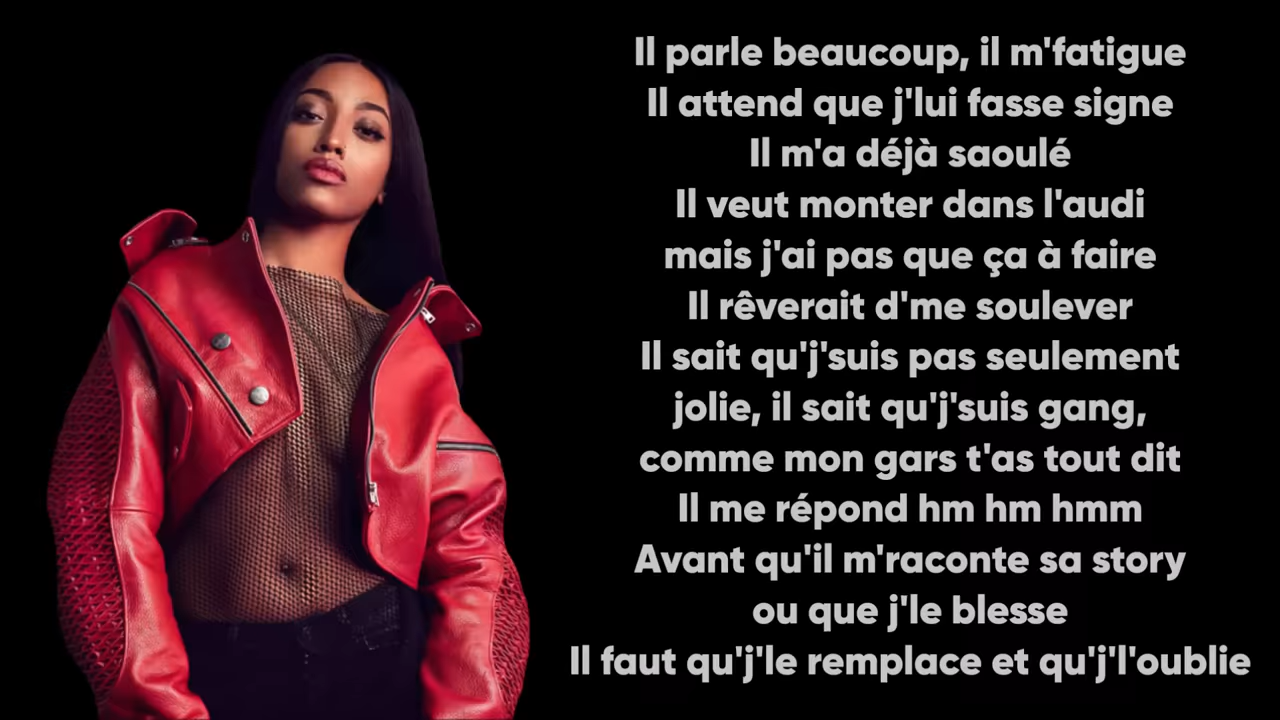 Il parle beaucoup, il m'fatigue
Il attend que j'lui fasse signe
Il m'a déjà saoulé
Il veut monter dans l'audi
mais j'ai pas que ça à faire
Il rêverait d'me soulever
Il sait qu'j'suis pas seulement
jolie, il sait qu'j'suis gang,
comme mon gars t'as tout dit
Il me répond hm hm hmm
Avant qu'il m'raconte sa story
ou que j'le blesse
Il faut qu'j'le remplace et qu'j'l'oublie